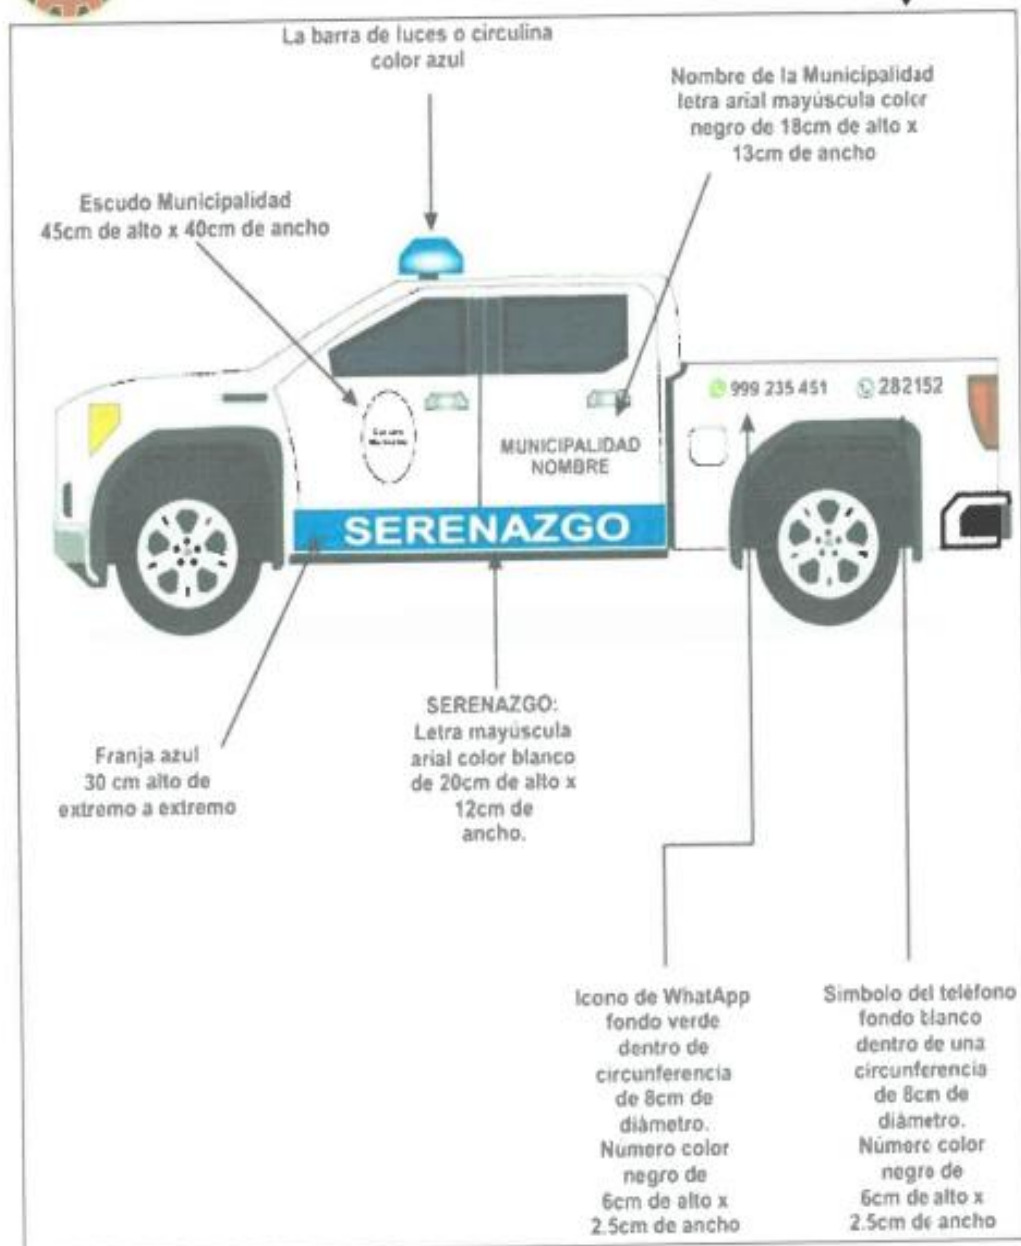 La barra de luces o circulina
color azul
Nombre de la Municipalidad
letra arial mayúscula color
negro de 18cm de alto x
13cm de ancho
Escudo Municipalidad
45cm de alto x 40cm de ancho
999 235 451
282152
MUNICIPALIDAD
NOMBRE
SERENAZGO
SERENAZGO:
Letra mayúscula
arial color blanco
de 20cm de alto x
12cm de
ancho.
Franja azul
30 cm alto de
extremo a extremo
Icono de WhatApp
fondo verde
dentro de
circunferencia
de 8cm de
diámetro.
Número color
negro de
6cm de alto x
2.5cm de ancho
Simbolo del teléfono
fondo blanco
dentro de una
circunferencia
de 8cm de
diámetro.
Número color
negro de
6cm de alto x
2.5cm de ancho